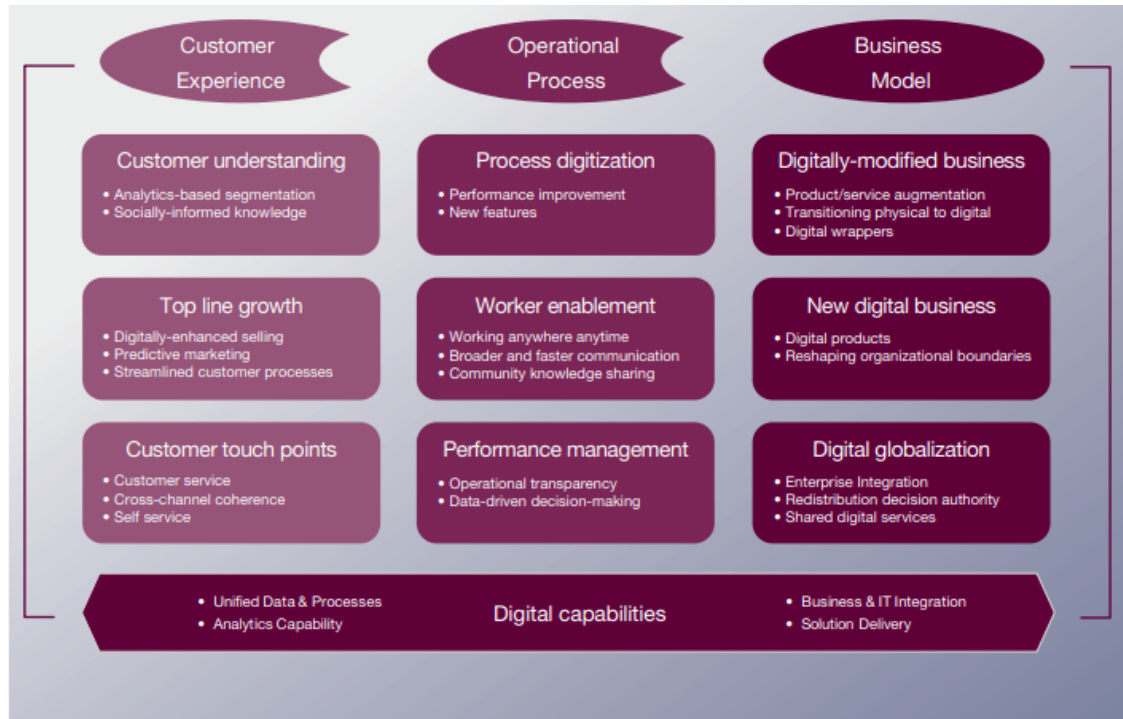 Customer
Experience
Operational
Process
Business
Model
Customer understanding
• Analytics-based segmentation
• Socially-informed knowledge
Process digitization
• Performance improvement
• New features
Digitally-modified business
• Product/service augmentation
• Transitioning physical to digital
• Digital wrappers
Top line growth
• Digitally-enhanced selling
• Predictive marketing
• Streamlined customer processes
Worker enablement
• Working anywhere anytime
• Broader and faster communication
• Community knowledge sharing
New digital business
• Digital products
• Reshaping organizational boundaries
Customer touch points
• Customer service
• Cross-channel coherence
• Self service
Performance management
• Operational transparency
• Data-driven decision-making
Digital globalization
• Enterprise Integration
• Redistribution decision authority
• Shared digital services
• Unified Data & Processes
• Analytics Capability
Digital capabilities
• Business & IT Integration
• Solution Delivery